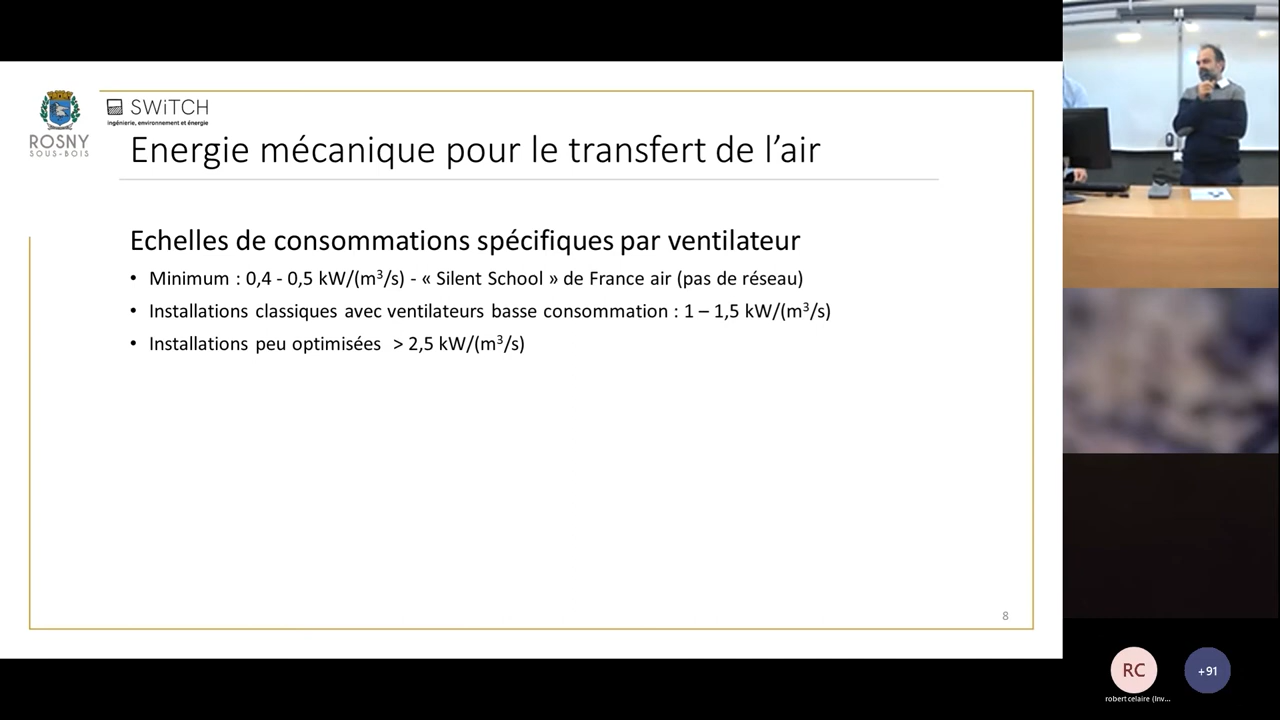 ROSNY
SOUS-BOIS
SWiTCH
ingénierie, environnement et énergie
Energie mécanique pour le transfert de l’air
Echelles de consommations spécifiques par ventilateur
• Minimum : 0,4 - 0,5 kW/(m³/s) - « Silent School » de France air (pas de réseau)
• Installations classiques avec ventilateurs basse consommation : 1 – 1,5 kW/(m³/s)
• Installations peu optimisées > 2,5 kW/(m³/s)
8
RC
+91
robert celaire (Inv...